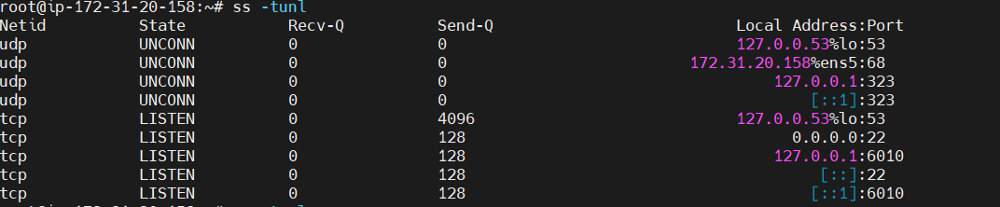 root@ip-172-31-20-158:~# ss -tunl
Netid State Recv-Q Send-Q Local Address:Port
udp UNCONN 0 0 127.0.0.53%lo:53
udp UNCONN 0 0 172.31.20.158%ens5:68
udp UNCONN 0 0 127.0.0.1:323
udp UNCONN 0 0 [::1]:323
tcp LISTEN 0 4096 127.0.0.53%lo:53
tcp LISTEN 0 128 0.0.0.0:22
tcp LISTEN 0 128 127.0.0.1:6010
tcp LISTEN 0 128 [::]:22
tcp LISTEN 0 128 [::1]:6010